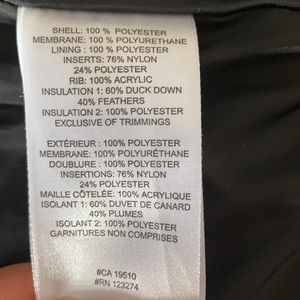 SHELL: 100 % POLYESTER
MEMBRANE: 100 % POLYURETHANE
LINING : 100 % POLYESTER
INSERTS: 76% NYLON
24% POLYESTER
RIB: 100% ACRYLIC
INSULATION 1: 60% DUCK DOWN
40% FEATHERS
INSULATION 2: 100% POLYESTER
EXCLUSIVE OF TRIMMINGS
EXTÉRIEUR : 100% POLYESTER
MEMBRANE: 100% POLYURÉTHANE
DOUBLURE : 100% POLYESTER
INSERTIONS: 76% NYLON
24% POLYESTER
MAILLE CÔTELÉE: 100% ACRYLIQUE
ISOLANT 1: 60% DUVET DE CANARD
40% PLUMES
ISOLANT 2: 100% POLYESTER
GARNITURES NON COMPRISES
#CA 19510
#RN 123274